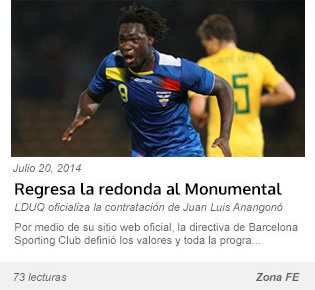 9
5
Julio 20, 2014
Regresa la redonda al Monumental
LDUQ oficializa la contratación de Juan Luis Anangonó
Por medio de su sitio web oficial, la directiva de Barcelona
Sporting Club definió los valores y toda la progra...
73 lecturas
Zona FE